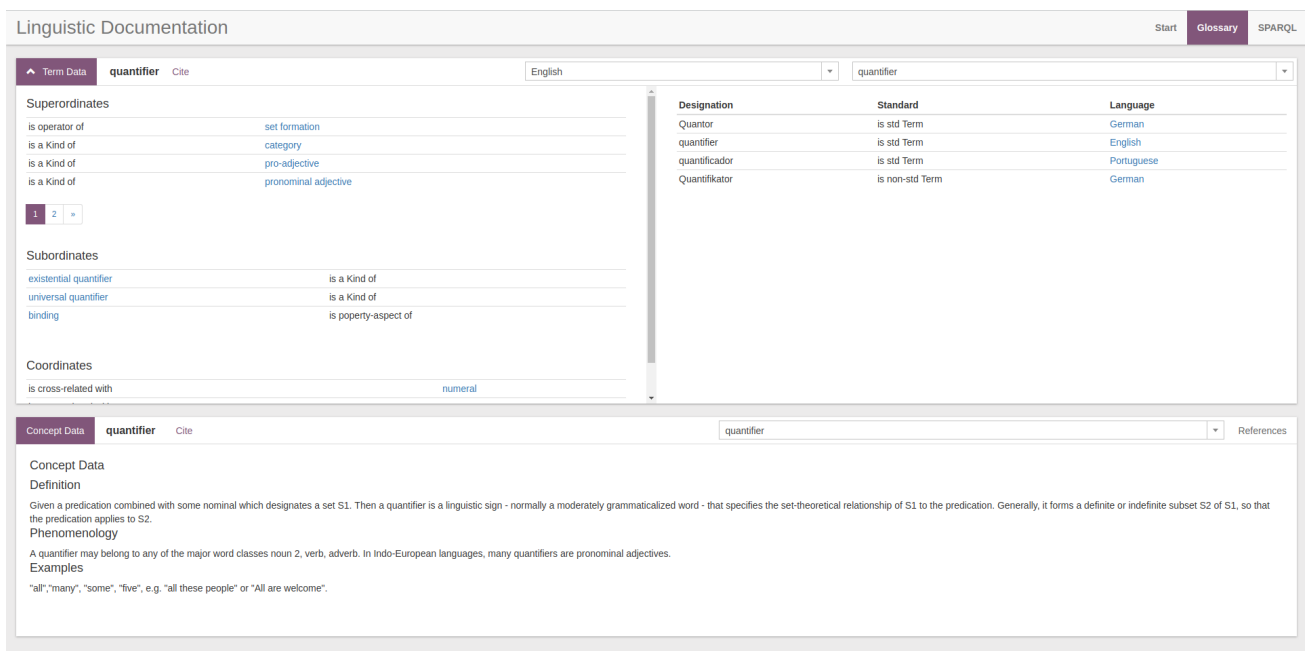 Linguistic Documentation
Start Glossary SPARQL
Term Data quantifier Cite English quantifier
Superordinates
is operator of set formation
is a Kind of category
is a Kind of pro-adjective
is a Kind of pronominal adjective
1 2 »
Subordinates
existential quantifier is a Kind of
universal quantifier is a Kind of
binding is poperty-aspect of
Coordinates
is cross-related with numeral
Designation Standard Language
Quantor is std Term German
quantifier is std Term English
quantificador is std Term Portuguese
Quantifikator is non-std Term German
Concept Data quantifier Cite quantifier References
Concept Data
Definition
Given a predication combined with some nominal which designates a set S1. Then a quantifier is a linguistic sign - normally a moderately grammaticalized word - that specifies the set-theoretical relationship of S1 to the predication. Generally, it forms a definite or indefinite subset S2 of S1, so that
the predication applies to S2.
Phenomenology
A quantifier may belong to any of the major word classes noun 2, verb, adverb. In Indo-European languages, many quantifiers are pronominal adjectives.
Examples
"all","many", "some", "five", e.g. "all these people" or "All are welcome".